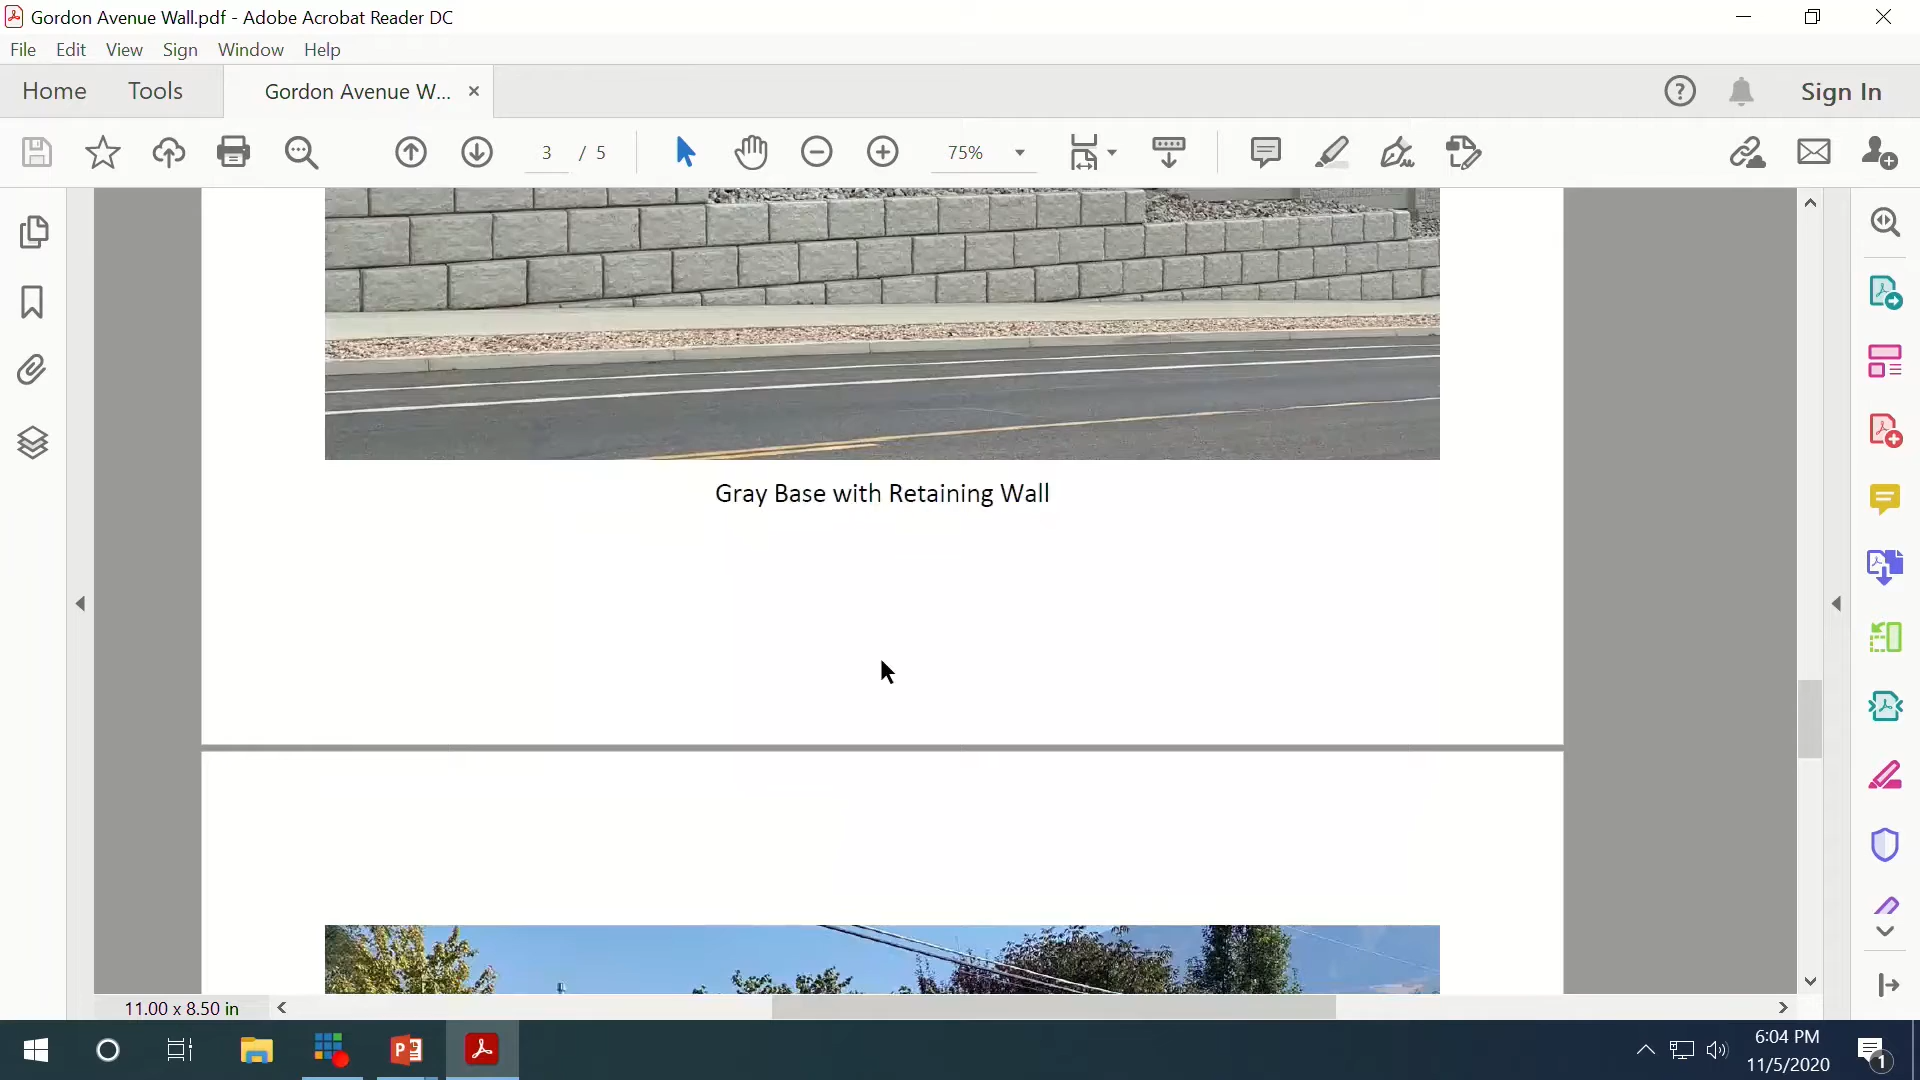 Gordon Avenue Wall.pdf - Adobe Acrobat Reader DC
File Edit View Sign Window Help
Home Tools Gordon Avenue W... × Sign In
3 / 5 75%
Gray Base with Retaining Wall
11.00 x 8.50 in
6:04 PM
11/5/2020
1